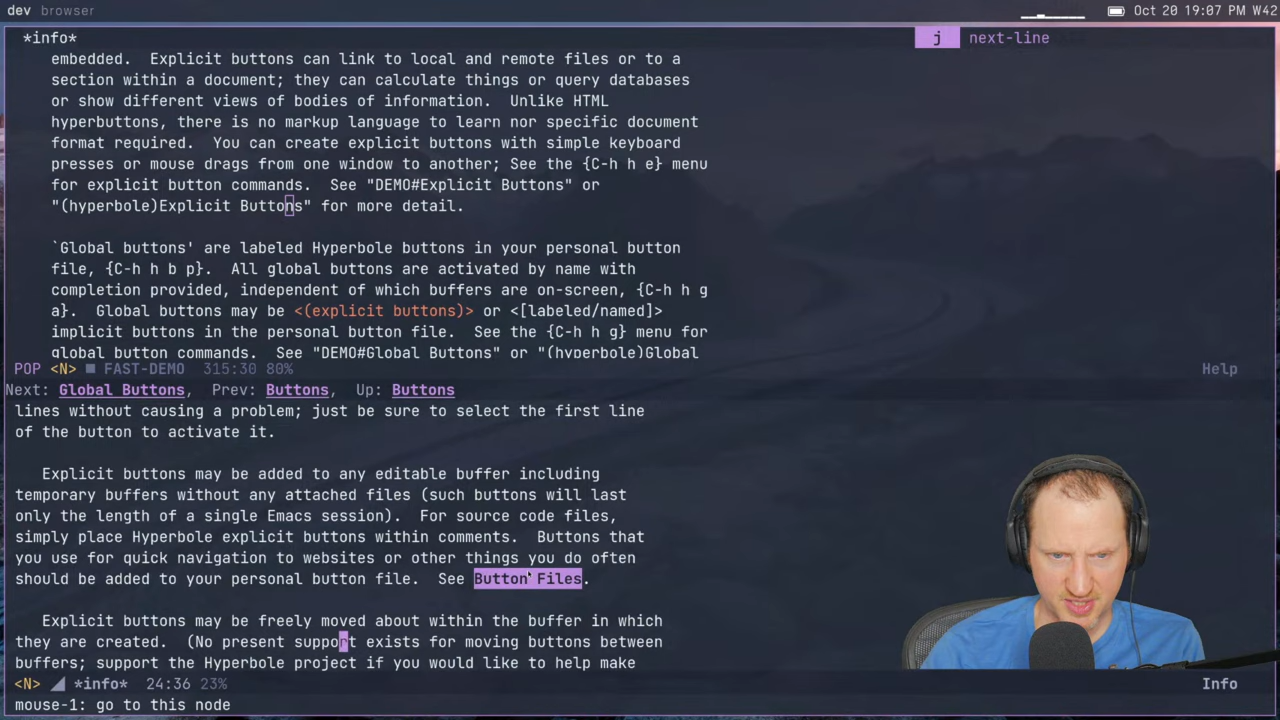 dev browser Oct 20 19:07 PM W42
*info* j next-line
embedded.  Explicit buttons can link to local and remote files or to a
section within a document; they can calculate things or query databases
or show different views of bodies of information.  Unlike HTML
hyperbuttons, there is no markup language to learn nor specific document
format required.  You can create explicit buttons with simple keyboard
presses or mouse drags from one window to another; See the {C-h h e} menu
for explicit button commands.  See "DEMO#Explicit Buttons" or
"(hyperbole)Explicit Buttons" for more detail.
`Global buttons' are labeled Hyperbole buttons in your personal button
file, {C-h h b p}.  All global buttons are activated by name with
completion provided, independent of which buffers are on-screen, {C-h h g
a}.  Global buttons may be <(explicit buttons)> or <[labeled/named]>
implicit buttons in the personal button file.  See the {C-h h g} menu for
global button commands.  See "DEMO#Global Buttons" or "(hyperbole)Global
POP <N> FAST-DEMO 315:30 80% Help
Next: Global Buttons,  Prev: Buttons,  Up: Buttons
lines without causing a problem; just be sure to select the first line
of the button to activate it.
Explicit buttons may be added to any editable buffer including
temporary buffers without any attached files (such buttons will last
only the length of a single Emacs session).  For source code files,
simply place Hyperbole explicit buttons within comments.  Buttons that
you use for quick navigation to websites or other things you do often
should be added to your personal button file.  See Button Files.
Explicit buttons may be freely moved about within the buffer in which
they are created.  (No present support exists for moving buttons between
buffers; support the Hyperbole project if you would like to help make
<N> *info* 24:36 23% Info
mouse-1: go to this node